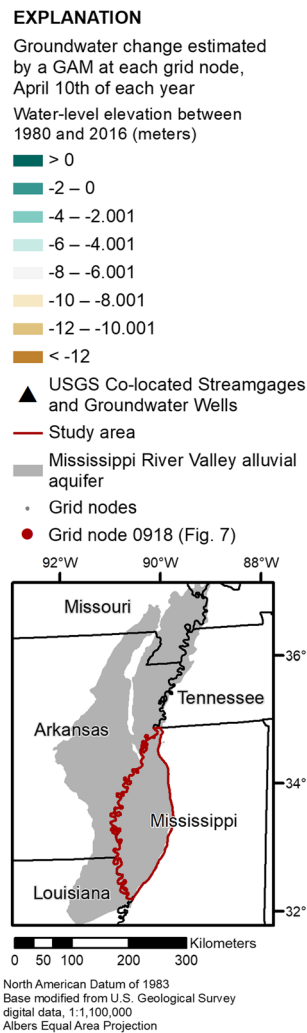 EXPLANATION
Groundwater change estimated
by a GAM at each grid node,
April 10th of each year
Water-level elevation between
1980 and 2016 (meters)
> 0
-2 – 0
-4 – -2.001
-6 – -4.001
-8 – -6.001
-10 – -8.001
-12 – -10.001
< -12
USGS Co-located Streamgages
and Groundwater Wells
Study area
Mississippi River Valley alluvial
aquifer
Grid nodes
Grid node 0918 (Fig. 7)
92°W 90°W 88°W
Missouri
36°
Tennessee
Arkansas
34°
Mississippi
Louisiana
32°
Kilometers
0 50 100 200 300
North American Datum of 1983
Base modified from U.S. Geological Survey
digital data, 1:1,100,000
Albers Equal Area Projection